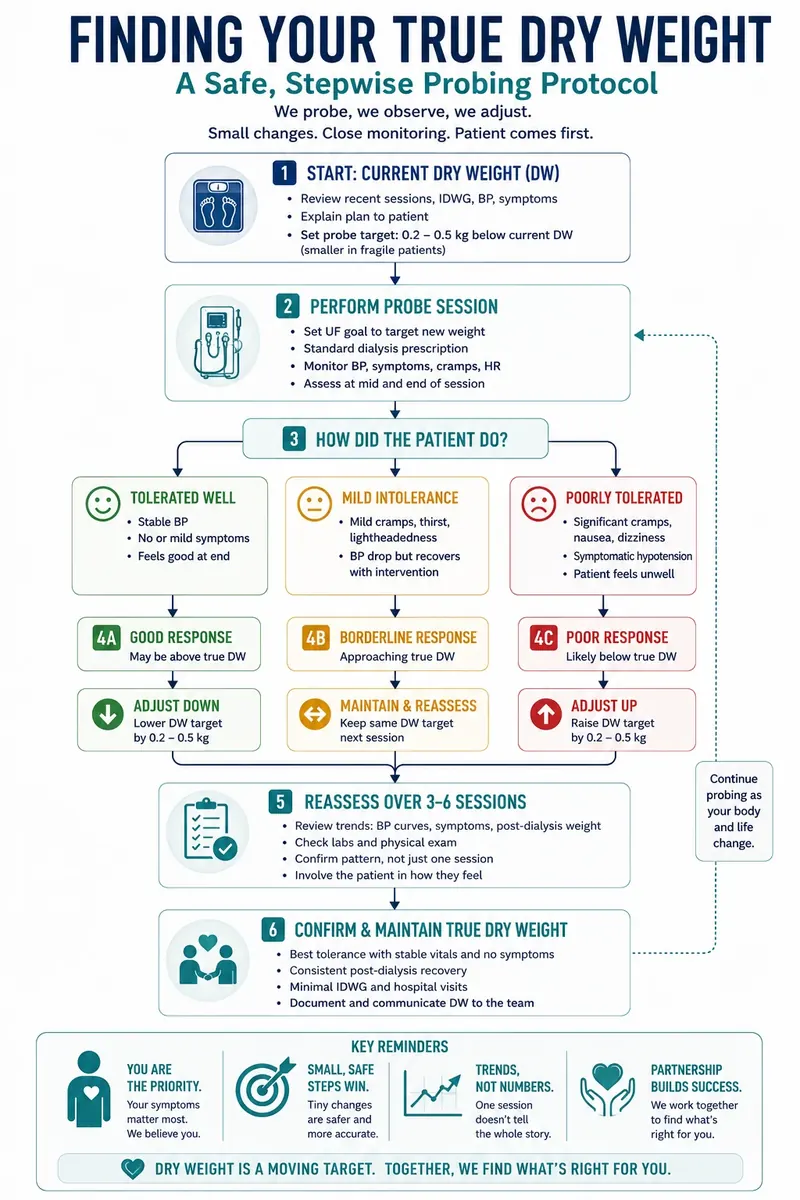 FINDING YOUR TRUE DRY WEIGHT
A Safe, Stepwise Probing Protocol
We probe, we observe, we adjust.
Small changes. Close monitoring. Patient comes first.
1 START: CURRENT DRY WEIGHT (DW)
• Review recent sessions, IDWG, BP, symptoms
• Explain plan to patient
• Set probe target: 0.2 – 0.5 kg below current DW
(smaller in fragile patients)
2 PERFORM PROBE SESSION
• Set UF goal to target new weight
• Standard dialysis prescription
• Monitor BP, symptoms, cramps, HR
• Assess at mid and end of session
3 HOW DID THE PATIENT DO?
TOLERATED WELL
• Stable BP
• No or mild symptoms
• Feels good at end
MILD INTOLERANCE
• Mild cramps, thirst,
lightheadedness
• BP drop but recovers
with intervention
POORLY TOLERATED
• Significant cramps,
nausea, dizziness
• Symptomatic hypotension
• Patient feels unwell
4A GOOD RESPONSE
May be above true DW
4B BORDERLINE RESPONSE
Approaching true DW
4C POOR RESPONSE
Likely below true DW
ADJUST DOWN
Lower DW target
by 0.2 – 0.5 kg
MAINTAIN & REASSESS
Keep same DW target
next session
ADJUST UP
Raise DW target
by 0.2 – 0.5 kg
Continue
probing as
your body
and life
change.
5 REASSESS OVER 3–6 SESSIONS
• Review trends: BP curves, symptoms, post-dialysis weight
• Check labs and physical exam
• Confirm pattern, not just one session
• Involve the patient in how they feel
6 CONFIRM & MAINTAIN TRUE DRY WEIGHT
• Best tolerance with stable vitals and no symptoms
• Consistent post-dialysis recovery
• Minimal IDWG and hospital visits
• Document and communicate DW to the team
KEY REMINDERS
YOU ARE
THE PRIORITY.
Your symptoms
matter most.
We believe you.
SMALL, SAFE
STEPS WIN.
Tiny changes
are safer and
more accurate.
TRENDS,
NOT NUMBERS.
One session
doesn't tell
the whole story.
PARTNERSHIP
BUILDS SUCCESS.
We work together
to find what's
right for you.
DRY WEIGHT IS A MOVING TARGET. TOGETHER, WE FIND WHAT'S RIGHT FOR YOU.